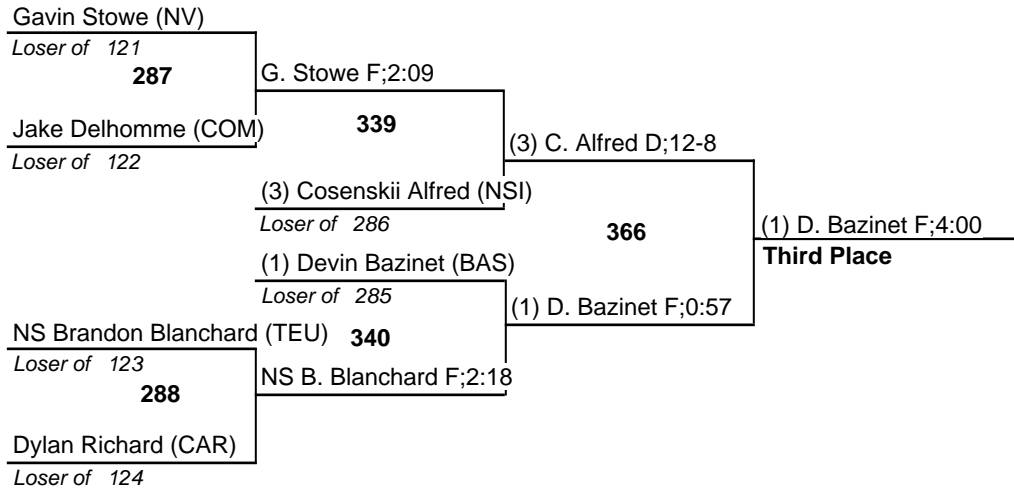 Gavin Stowe (NV)
Loser of 121
287
G. Stowe F;2:09
Jake Delhomme (COM)
Loser of 122
339
(3) C. Alfred D;12-8
(3) Cosenskii Alfred (NSI)
Loser of 286
366
(1) D. Bazinet F;4:00
Third Place
(1) Devin Bazinet (BAS)
Loser of 285
(1) D. Bazinet F;0:57
NS Brandon Blanchard (TEU)
Loser of 123
340
288
NS B. Blanchard F;2:18
Dylan Richard (CAR)
Loser of 124